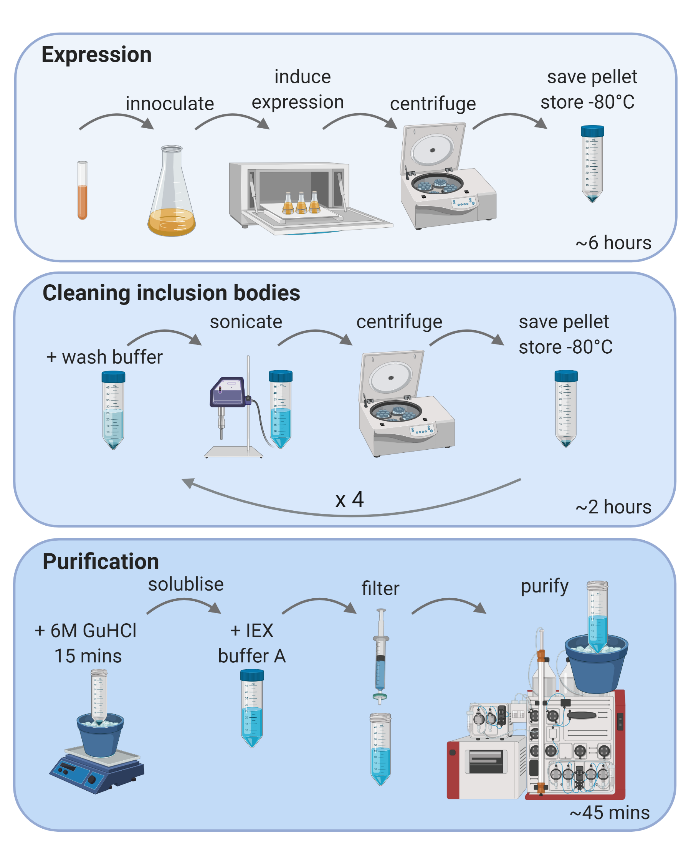 Expression
innoculate
induce
expression
centrifuge
save pellet
store -80°C
~6 hours
Cleaning inclusion bodies
+ wash buffer
sonicate
centrifuge
save pellet
store -80°C
x 4
~2 hours
Purification
solublise
+ 6M GuHCl
15 mins
+ IEX
buffer A
filter
purify
~45 mins